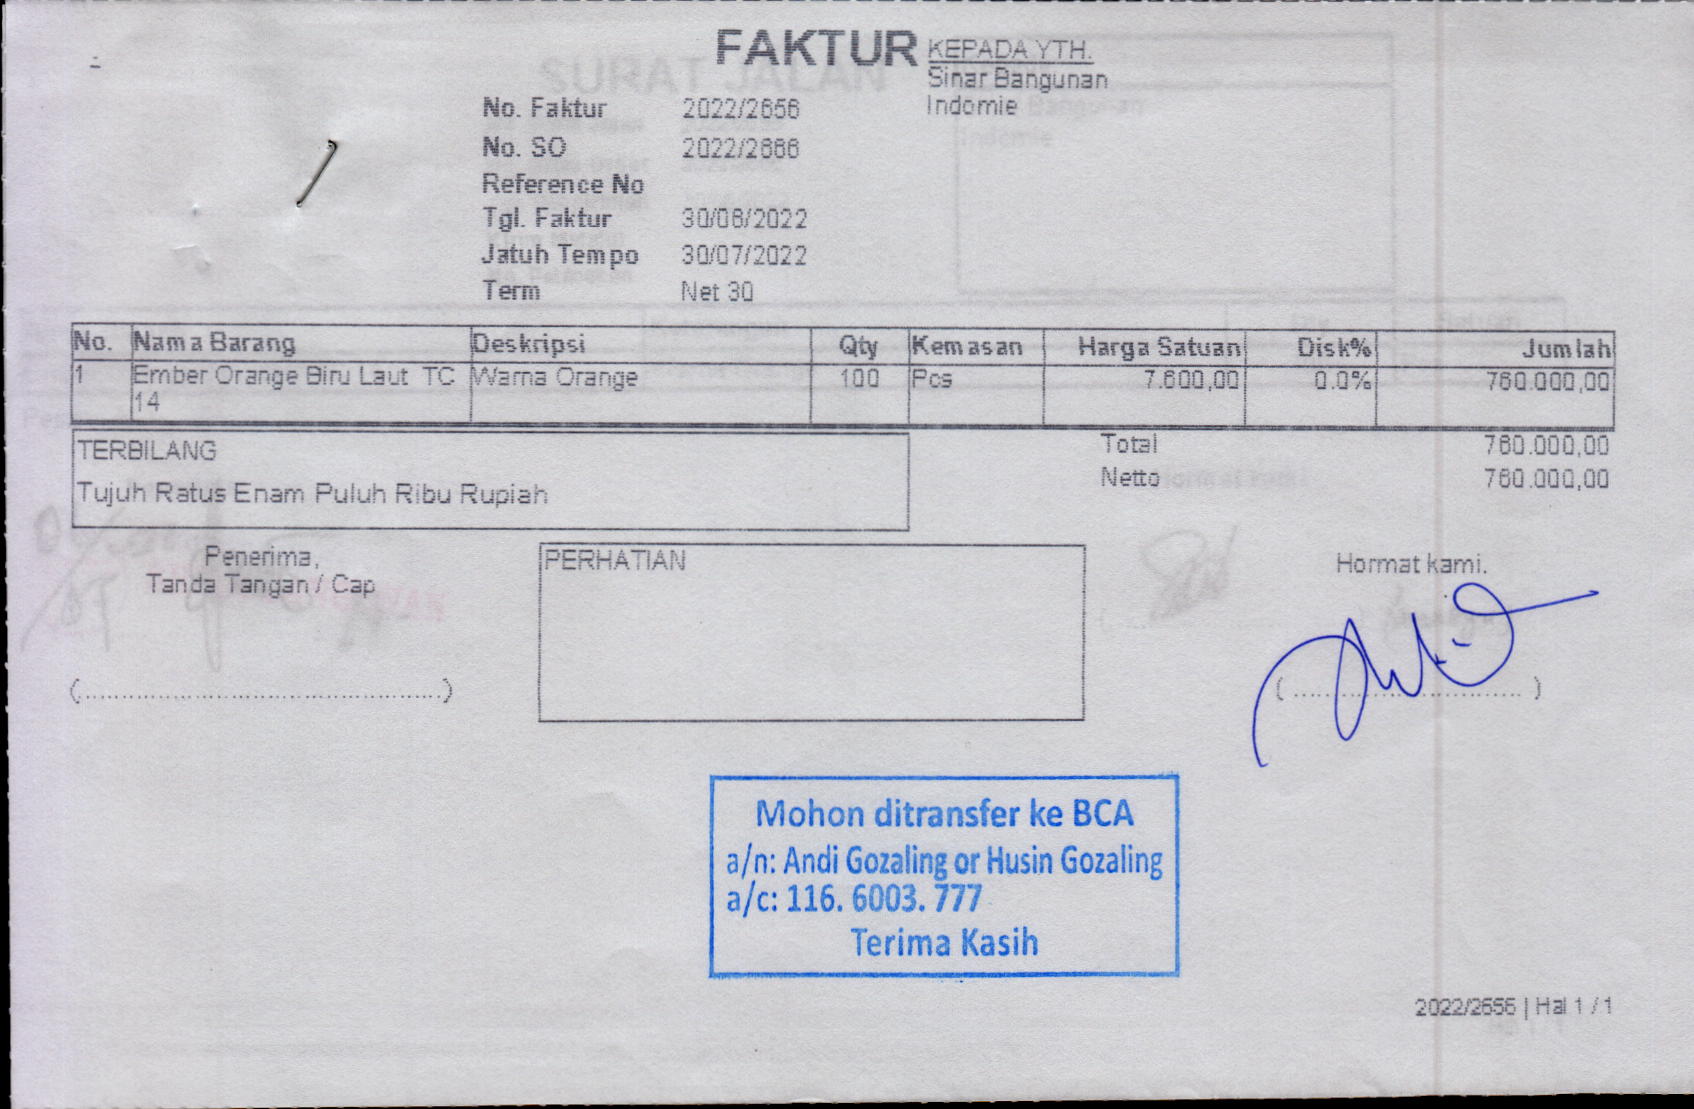 FAKTUR
KEPADA YTH.
Sinar Bangunan
Indomie
No. Faktur 2022/2656
No. SO 2022/2666
Reference No
Tgl. Faktur 30/06/2022
Jatuh Tempo 30/07/2022
Term Net 30
No. Nama Barang Deskripsi Qty Kemasan Harga Satuan Disk% Jumlah
1 Ember Orange Biru Laut TC Warna Orange 100 Pcs 7.600,00 0.0% 760.000,00
14
TERBILANG
Tujuh Ratus Enam Puluh Ribu Rupiah
Total 760.000,00
Netto 760.000,00
Penerima,
Tanda Tangan / Cap
PERHATIAN
Hormat kami.
(............................................)
(............................)
Mohon ditransfer ke BCA
a/n: Andi Gozaling or Husin Gozaling
a/c: 116. 6003. 777
Terima Kasih
2022/2656 | Hal 1 / 1
SURAT JALAN